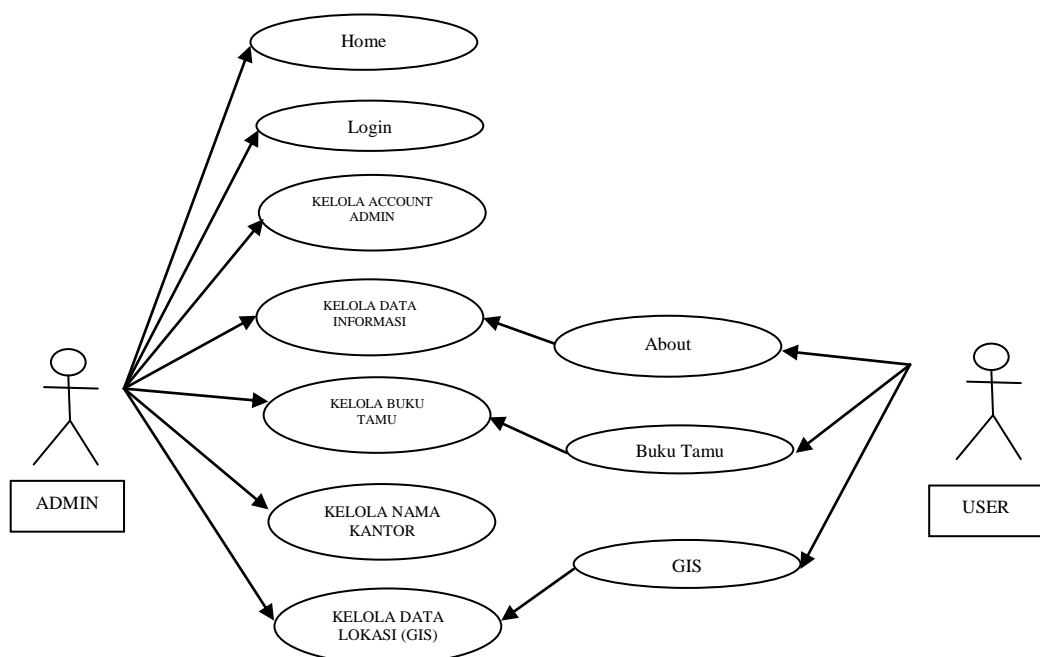 Home
Login
KELOLA ACCOUNT
ADMIN
KELOLA DATA
INFORMASI
About
KELOLA BUKU
TAMU
Buku Tamu
ADMIN
USER
KELOLA NAMA
KANTOR
GIS
KELOLA DATA
LOKASI (GIS)